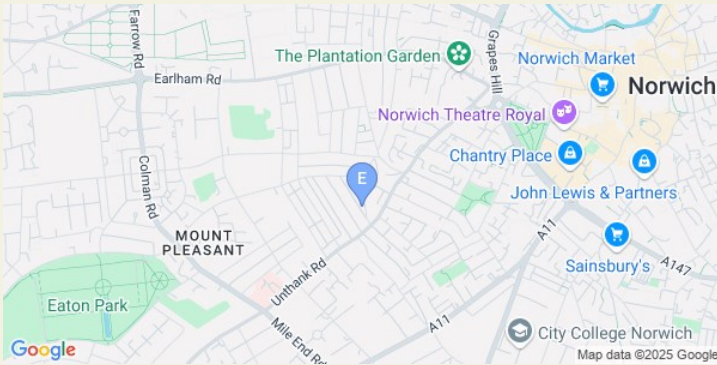 Farrow Rd
Earlham Rd
The Plantation Garden
Grapes Hill
Norwich Market
Norwich
Norwich Theatre Royal
Chantry Place
John Lewis & Partners
Colman Rd
E
MOUNT
PLEASANT
A11
Sainsbury's
A147
Unthank Rd
Eaton Park
Mile End Rd
A11
City College Norwich
Google
Map data ©2025 Google